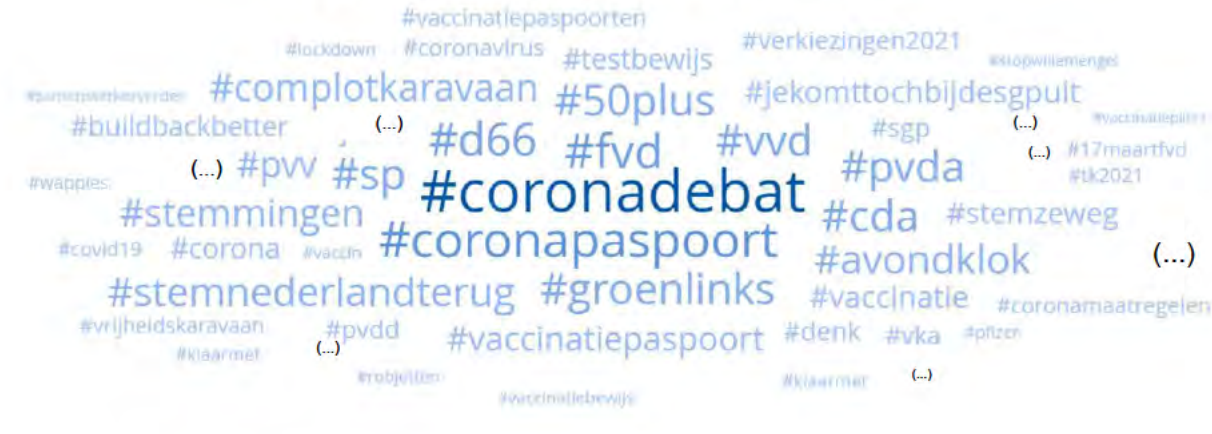 #vaccinatiepaspoorten
#lockdown #coronavirus #testbewijs #verkiezingen2021
#complotkaravaan #50plus #jekomttochbijdesgpuit
#buildbackbetter (...) #d66 #fvd #vvd #sgp (...)
(...) #pvv #sp #pvda (...) #17maartfvd
#wappies #coronadebat #tk2021
#stemmingen #cda #stemzeweg
#covid19 #corona #vaccin #coronapaspoort #avondklok (...)
#stemnederlandterug #groenlinks #vaccinatie #coronamaatregelen
#vrijheidskaravaan #pvdd #vaccinatiepaspoort #denk #vka #pfizer
#klaarmet (...)
#robjetten #klaarmet (...)
#vaccinatiebewijs